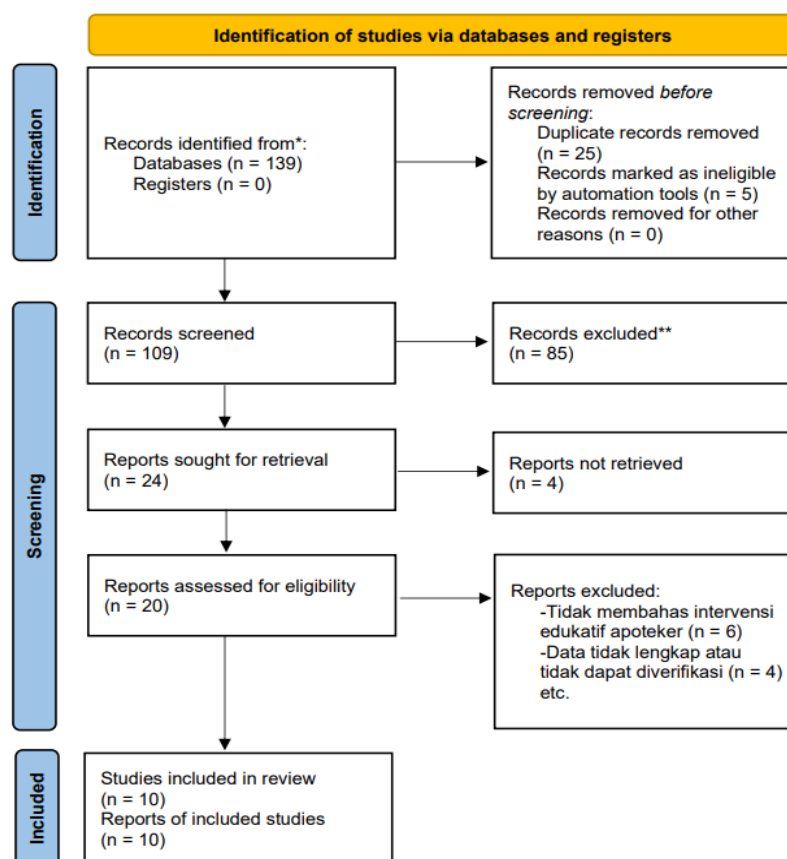 Identification of studies via databases and registers
Identification
Records identified from*:
Databases (n = 139)
Registers (n = 0)
Records removed before
screening:
Duplicate records removed
(n = 25)
Records marked as ineligible
by automation tools (n = 5)
Records removed for other
reasons (n = 0)
Screening
Records screened
(n = 109)
Records excluded**
(n = 85)
Reports sought for retrieval
(n = 24)
Reports not retrieved
(n = 4)
Reports assessed for eligibility
(n = 20)
Reports excluded:
-Tidak membahas intervensi
edukatif apoteker (n = 6)
-Data tidak lengkap atau
tidak dapat diverifikasi (n = 4)
etc.
Included
Studies included in review
(n = 10)
Reports of included studies
(n = 10)